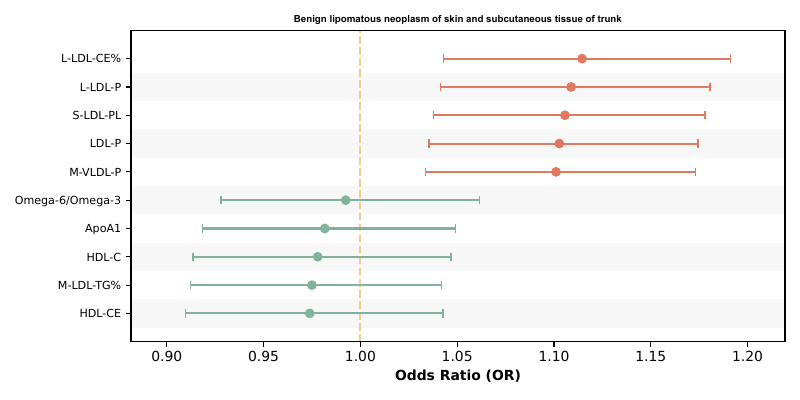 Benign lipomatous neoplasm of skin and subcutaneous tissue of trunk
L-LDL-CE%
L-LDL-P
S-LDL-PL
LDL-P
M-VLDL-P
Omega-6/Omega-3
ApoA1
HDL-C
M-LDL-TG%
HDL-CE
0.90 0.95 1.00 1.05 1.10 1.15 1.20
Odds Ratio (OR)